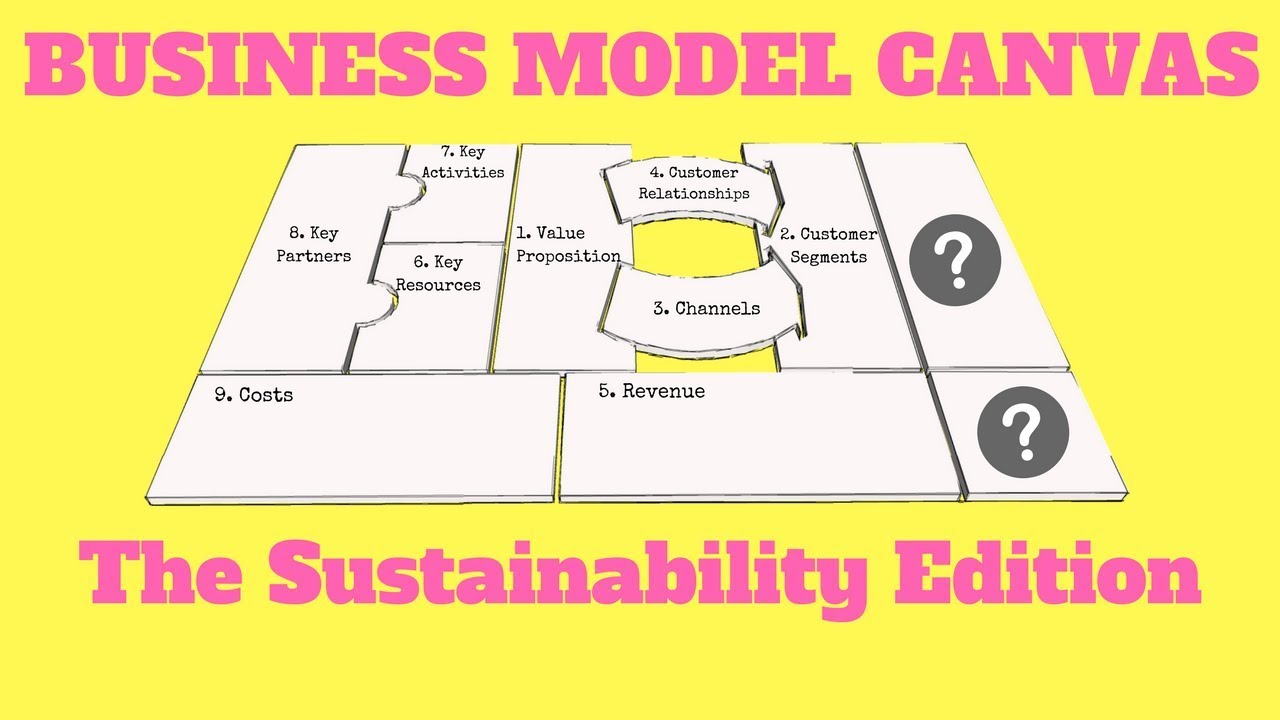 BUSINESS MODEL CANVAS
7. Key
Activities
4. Customer
Relationships
8. Key
Partners
1. Value
Proposition
2. Customer
Segments
?
6. Key
Resources
3. Channels
9. Costs
5. Revenue
?
The Sustainability Edition